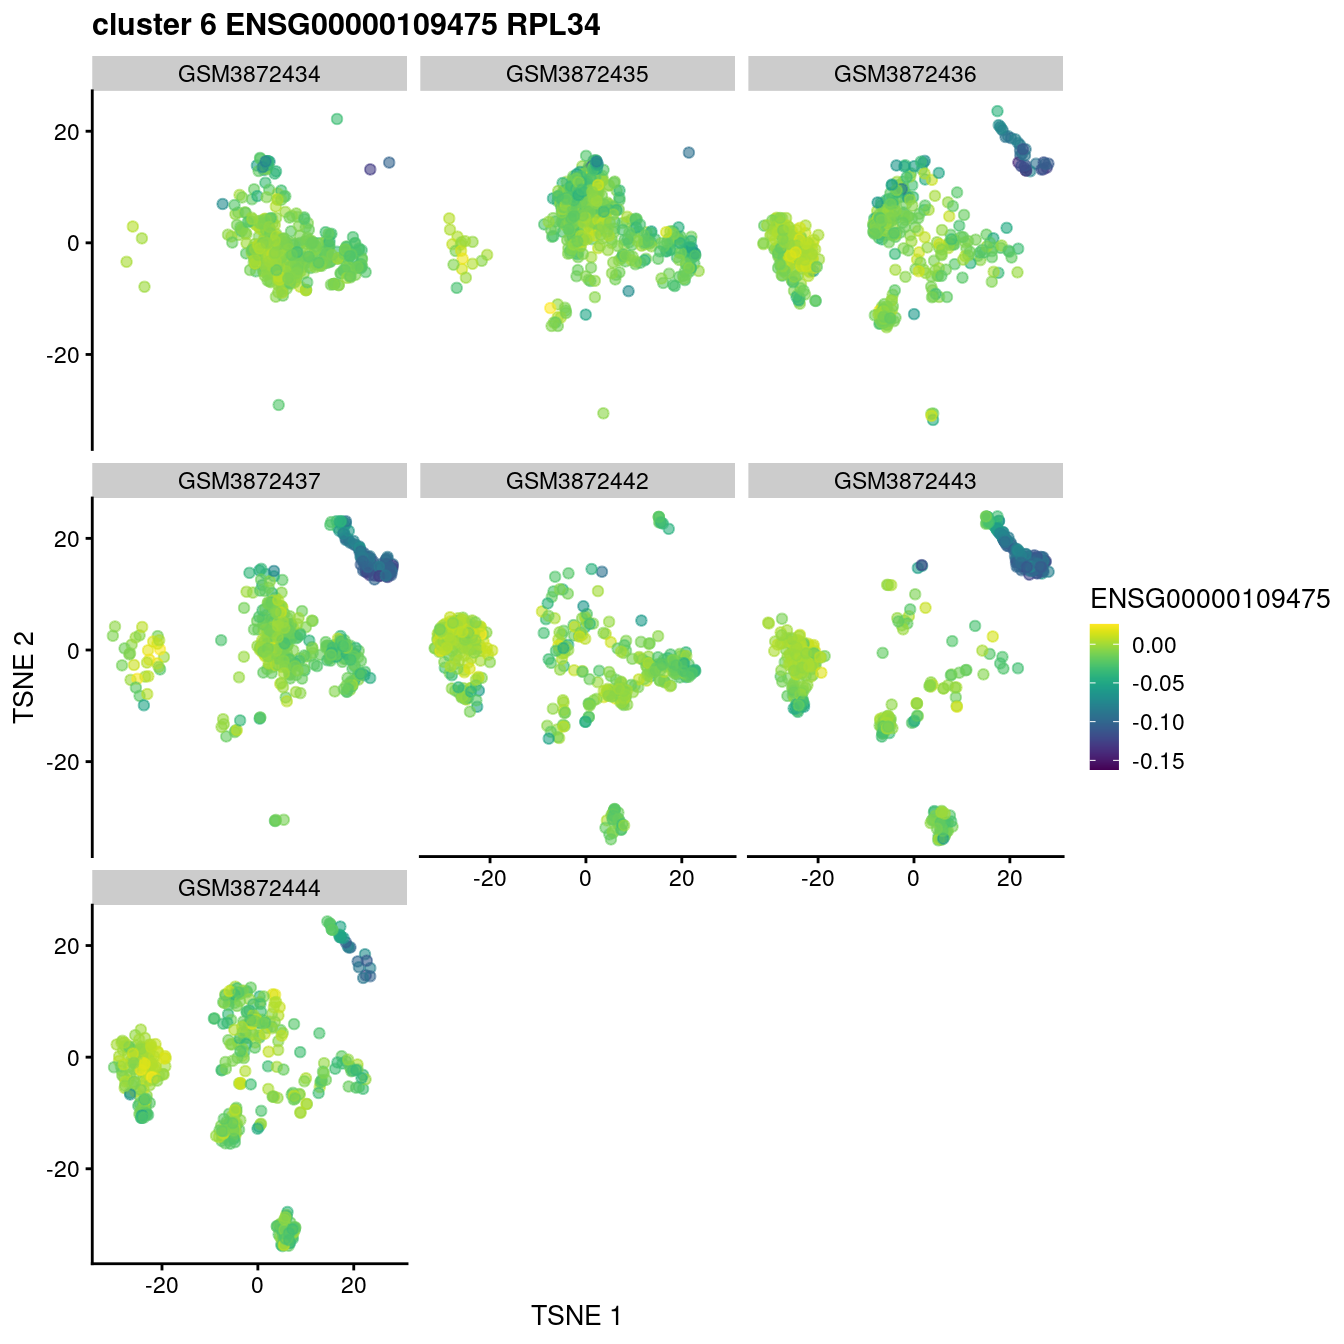 cluster 6 ENSG00000109475 RPL34
GSM3872434
GSM3872435
GSM3872436
20
0
-20
GSM3872437
GSM3872442
GSM3872443
20
0
-20
-20 0 20
-20 0 20
GSM3872444
20
0
-20
-20 0 20
TSNE 1
TSNE 2
ENSG00000109475
0.00
-0.05
-0.10
-0.15